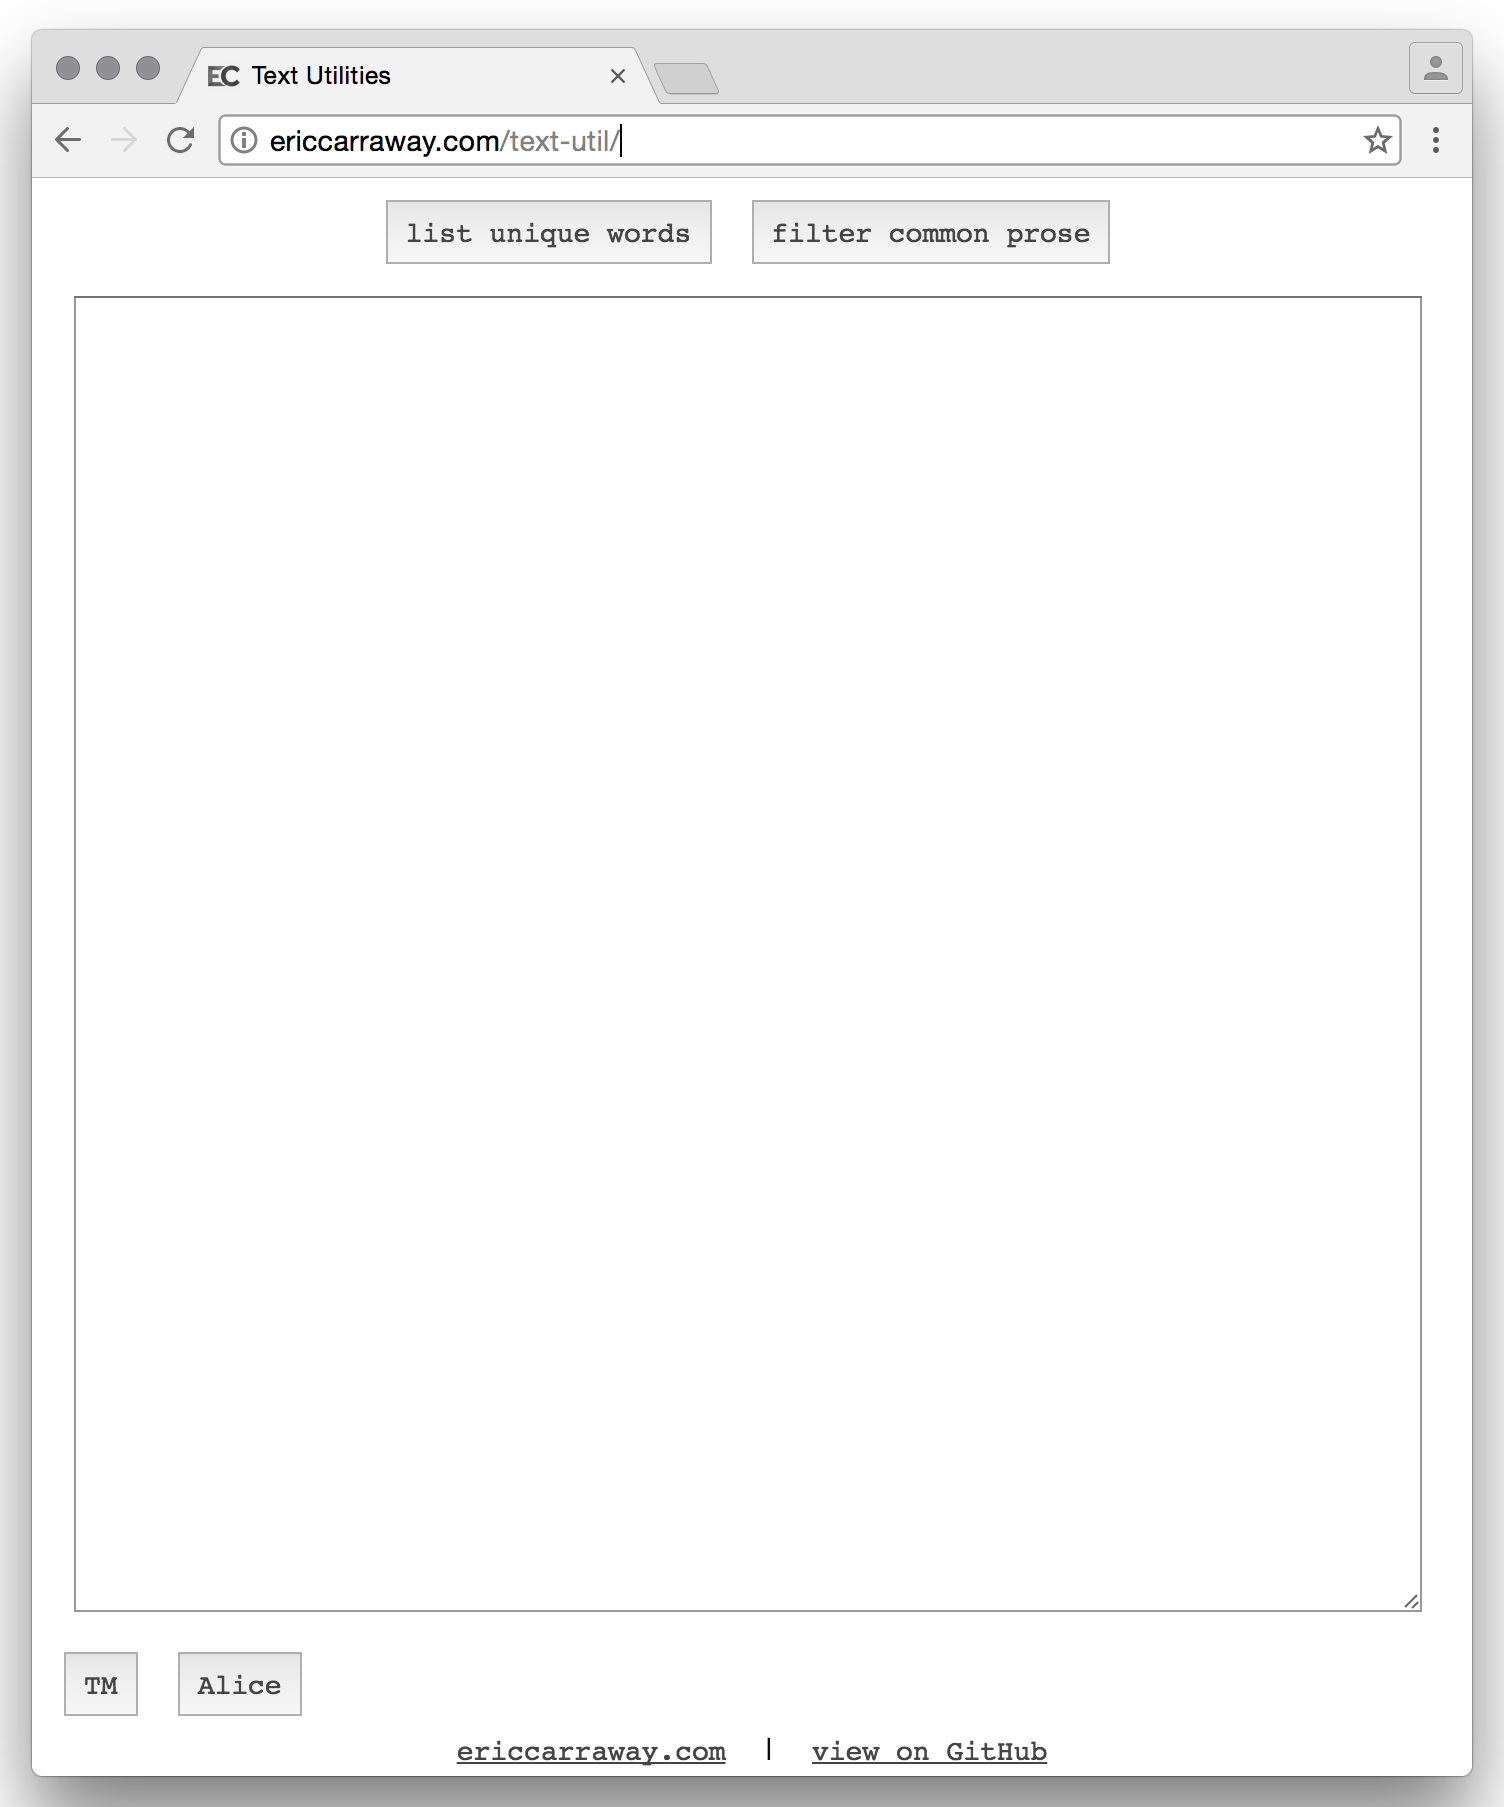 EC Text Utilities
ericcarraway.com/text-util/
list unique words filter common prose
TM Alice
ericcarraway.com | view on GitHub